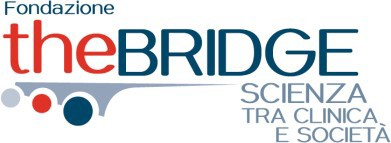 Fondazione
theBRIDGE
SCIENZA
TRA CLINICA
E SOCIETÀ